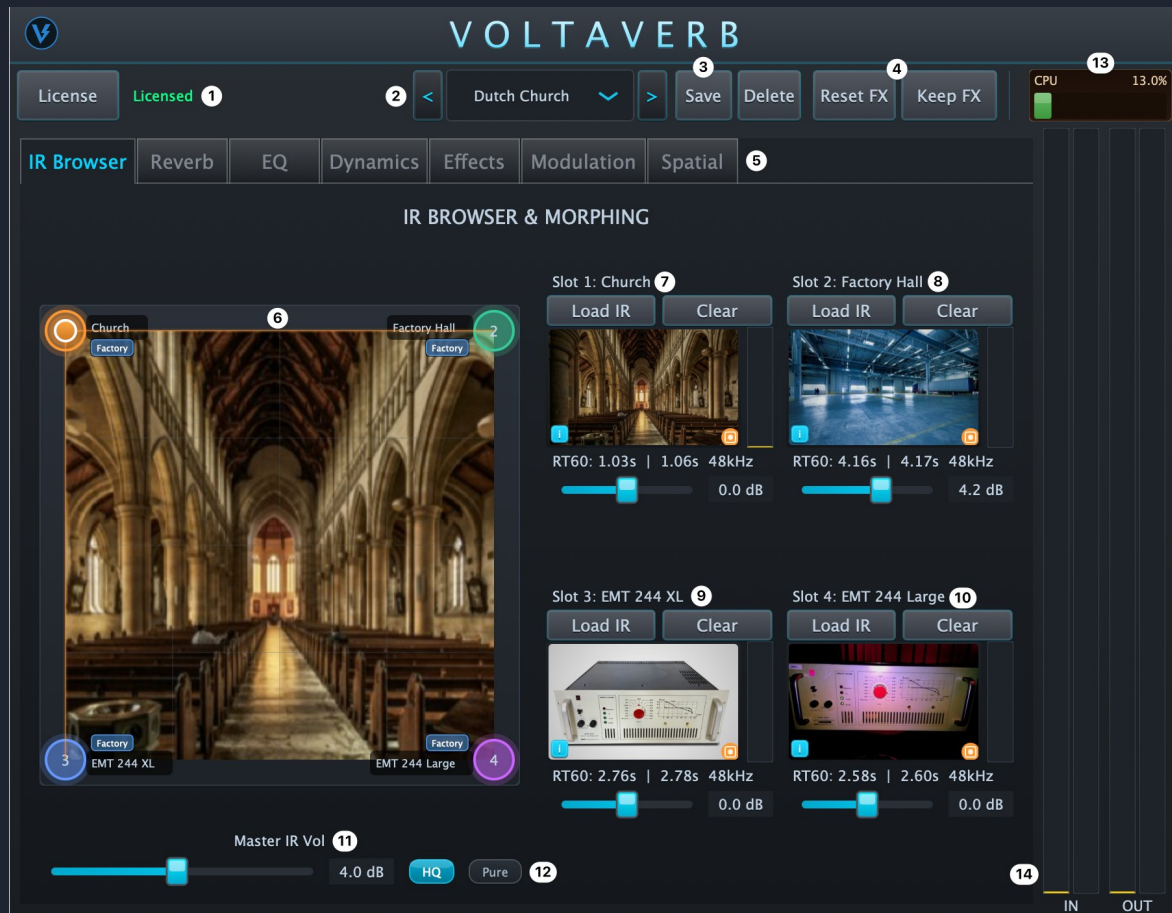 VOLTAVERB
3
4
13
License
Licensed
1
2
<
Dutch Church
>
Save
Delete
Reset FX
Keep FX
CPU
13.0%
IR Browser
Reverb
EQ
Dynamics
Effects
Modulation
Spatial
5
IR BROWSER & MORPHING
6
Church
Factory
Factory Hall
Factory
2
3
Factory
EMT 244 XL
Factory
EMT 244 Large
4
Slot 1: Church
7
Load IR
Clear
i
RT60: 1.03s | 1.06s 48kHz
0.0 dB
Slot 2: Factory Hall
8
Load IR
Clear
i
RT60: 4.16s | 4.17s 48kHz
4.2 dB
Slot 3: EMT 244 XL
9
Load IR
Clear
i
RT60: 2.76s | 2.78s 48kHz
0.0 dB
Slot 4: EMT 244 Large
10
Load IR
Clear
i
RT60: 2.58s | 2.60s 48kHz
0.0 dB
Master IR Vol
11
4.0 dB
HQ
Pure
12
14
IN
OUT